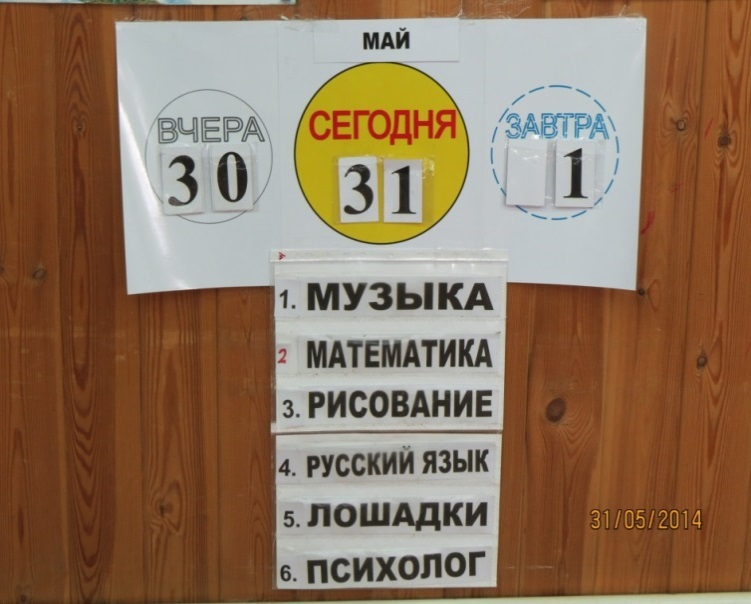 МАЙ
ВЧЕРА
30
СЕГОДНЯ
31
ЗАВТРА
1
1. МУЗЫКА
2 МАТЕМАТИКА
3. РИСОВАНИЕ
4. РУССКИЙ ЯЗЫК
5. ЛОШАДКИ
6. ПСИХОЛОГ
31/05/2014